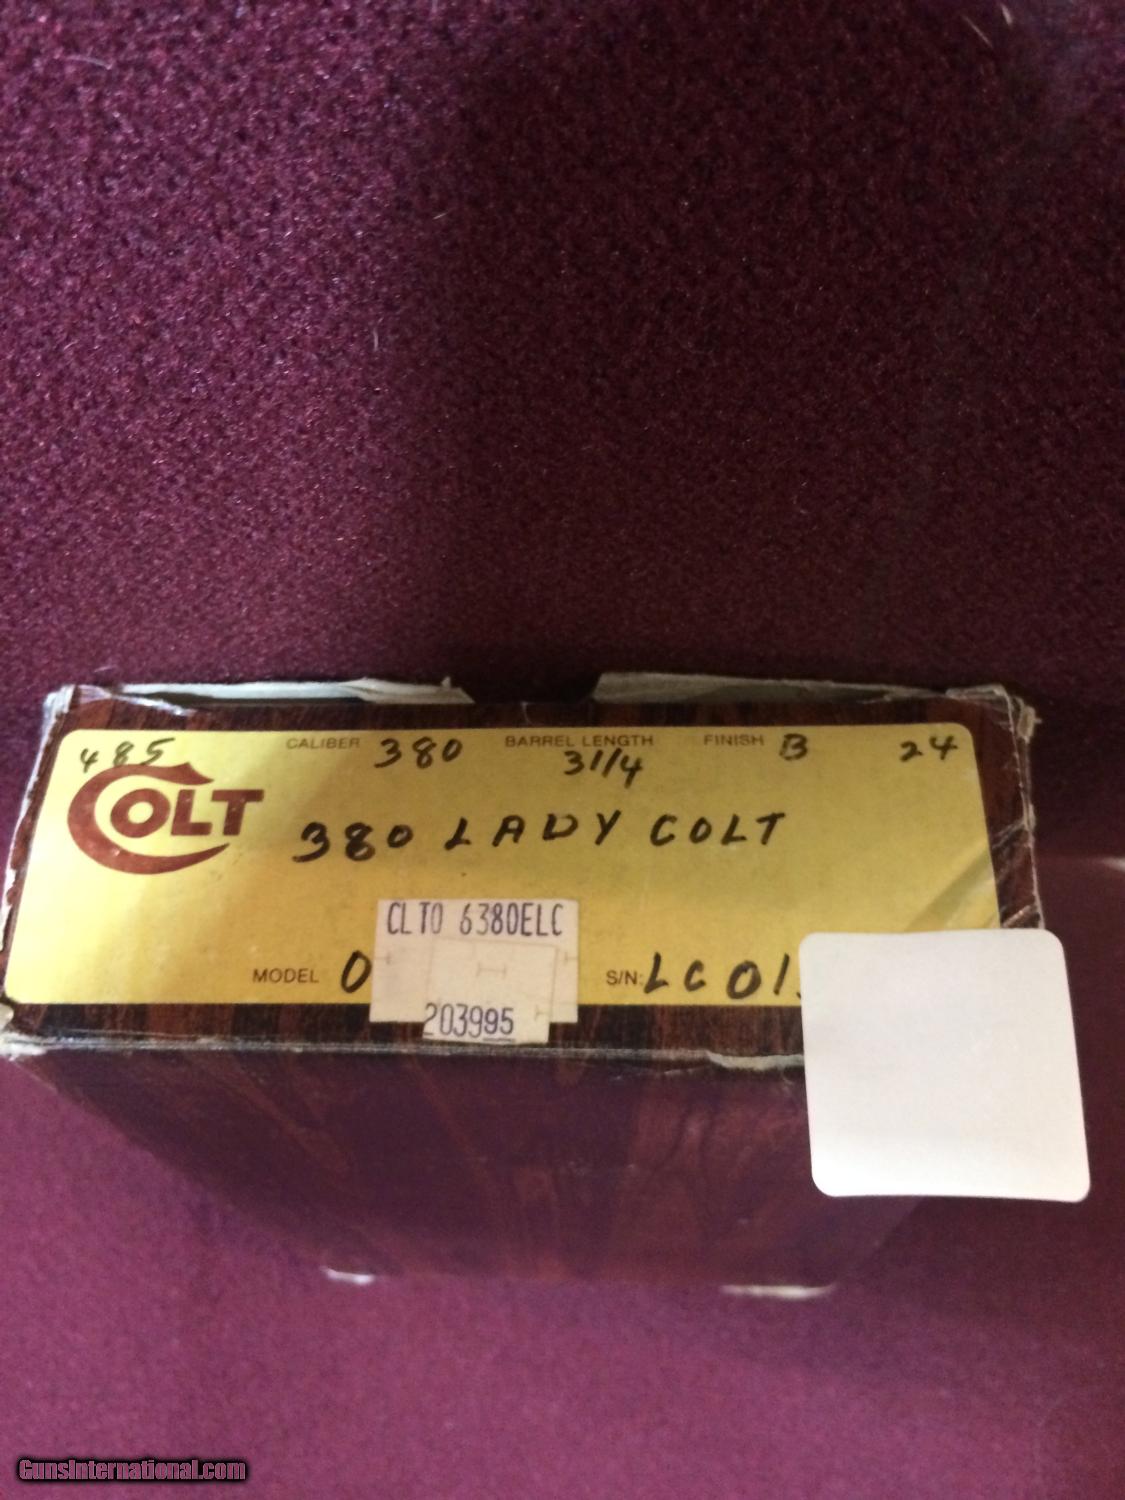 485 CALIBER 380 BARREL LENGTH 3 1/4 FINISH B 24
COLT
380 LADY COLT
CLTO 6380ELC
MODEL O S/N: LC01
203995
GunsInternational.com